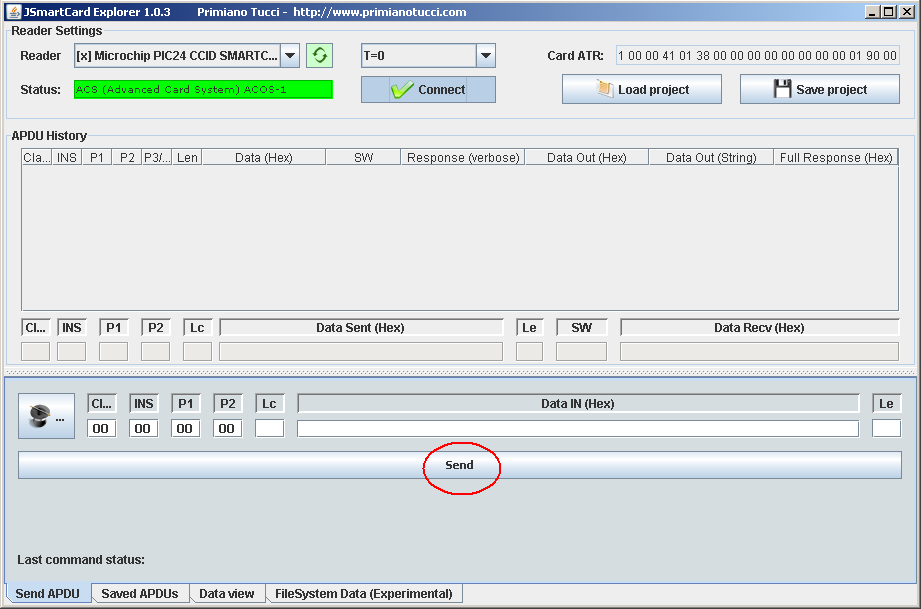 JSmartCard Explorer 1.0.3 Primiano Tucci - http://www.primianotucci.com
Reader Settings
Reader [x] Microchip PIC24 CCID SMARTC... T=0 Card ATR: 1 00 00 41 01 38 00 00 00 00 00 00 00 00 01 90 00
Status: ACS (Advanced Card System) ACOS-1 Connect Load project Save project
APDU History
Cla... INS P1 P2 P3/... Len Data (Hex) SW Response (verbose) Data Out (Hex) Data Out (String) Full Response (Hex)
Cl... INS P1 P2 Lc Data Sent (Hex) Le SW Data Recv (Hex)
... Cl... INS P1 P2 Lc Data IN (Hex) Le
00 00 00 00
Send
Last command status:
Send APDU Saved APDUs Data view FileSystem Data (Experimental)